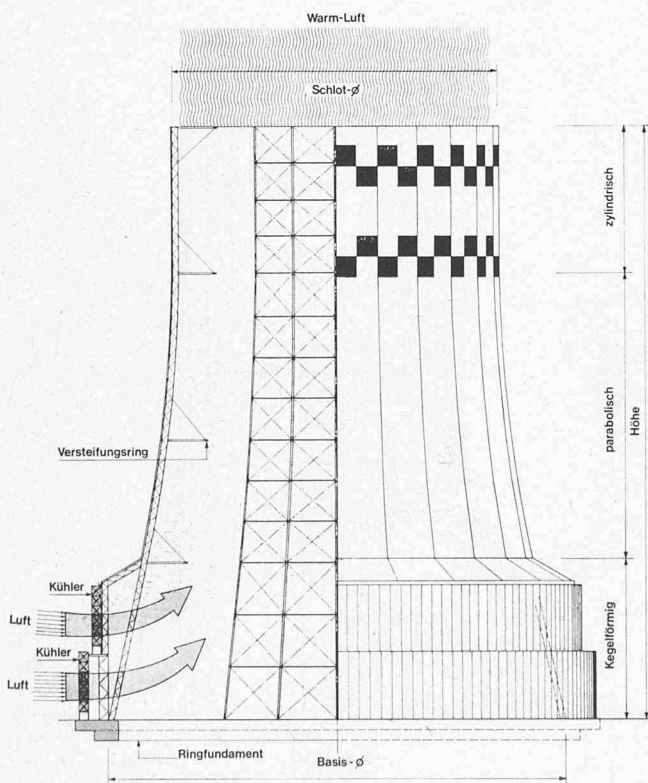 Warm-Luft
Schlot-ø
zylindrisch
parabolisch
Höhe
Versteifungsring
Kühler
Luft
Kühler
Luft
Kegelförmig
Ringfundament
Basis-ø